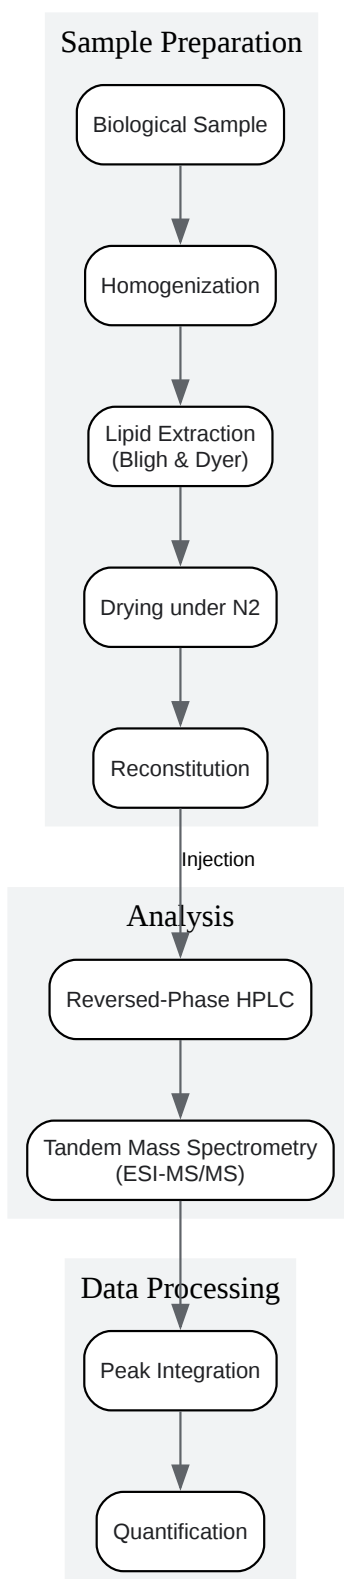 Sample Preparation
Biological Sample
Homogenization
Lipid Extraction
(Bligh & Dyer)
Drying under N2
Reconstitution
Injection
Analysis
Reversed-Phase HPLC
Tandem Mass Spectrometry
(ESI-MS/MS)
Data Processing
Peak Integration
Quantification